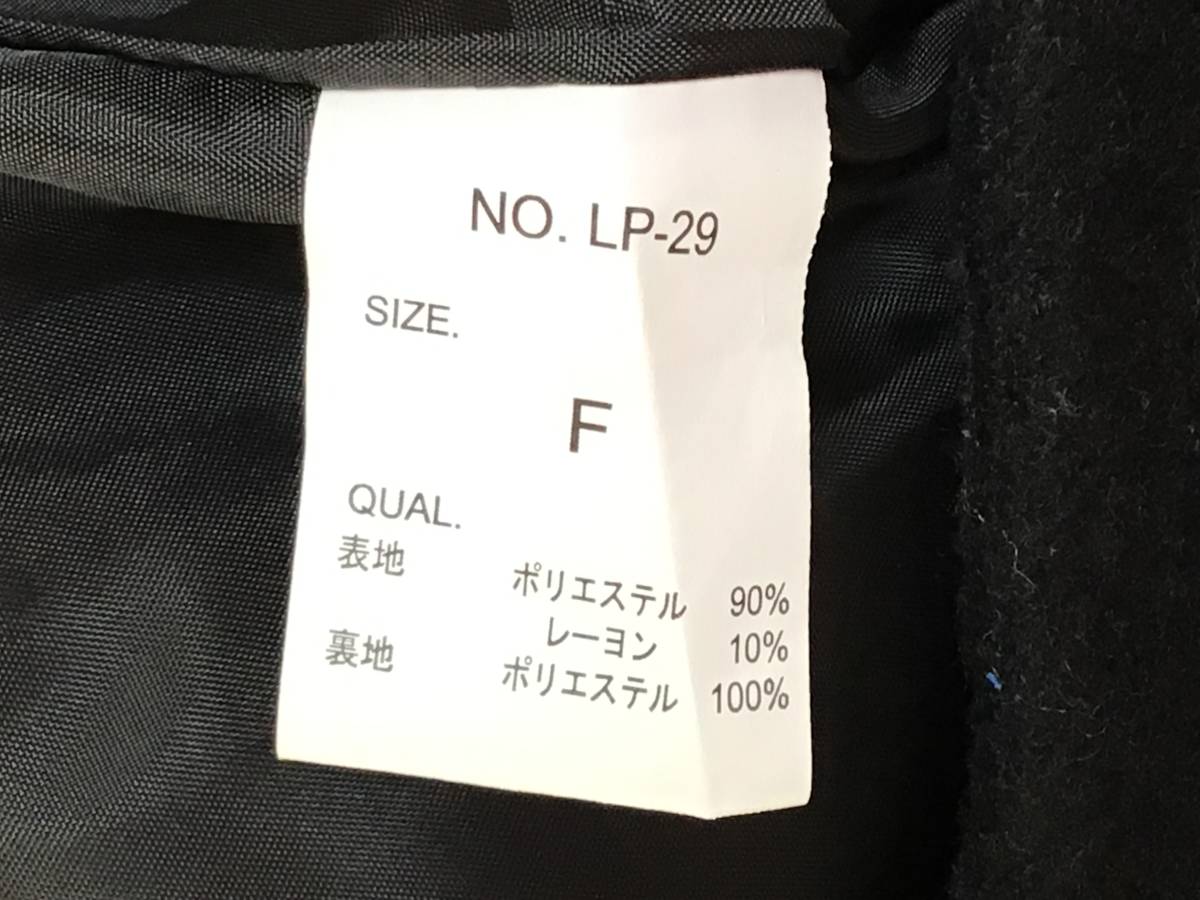 NO. LP-29
SIZE.
F
QUAL.
表地 ポリエステル 90%
レーヨン 10%
裏地 ポリエステル 100%